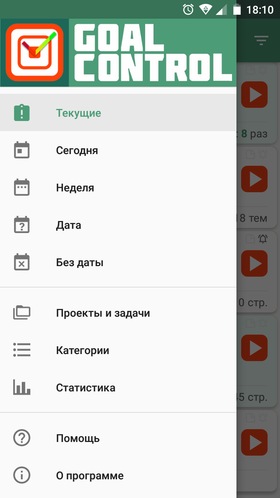 18:10
GOAL
CONTROL
Текущие
8 раз
Сегодня
Неделя
18 тем
Дата
Без даты
0 стр.
Проекты и задачи
Категории
Статистика
5 стр.
Помощь
О программе